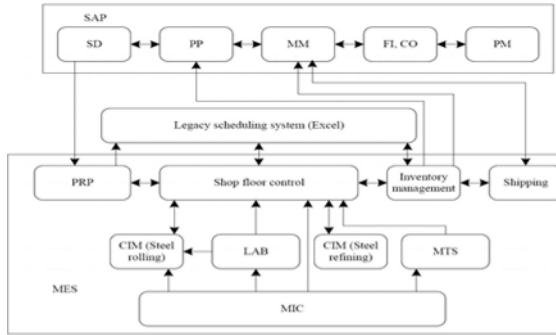 SAP
SD
PP
MM
FI, CO
PM
Legacy scheduling system (Excel)
PRP
Shop floor control
Inventory
management
Shipping
CIM (Steel
rolling)
LAB
CIM (Steel
refining)
MTS
MES
MIC